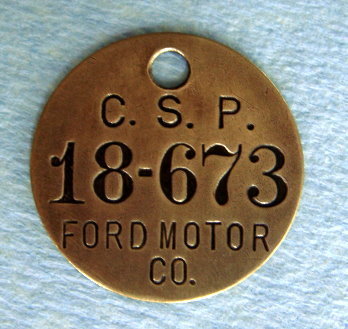 C. S. P.
18-673
FORD MOTOR
CO.